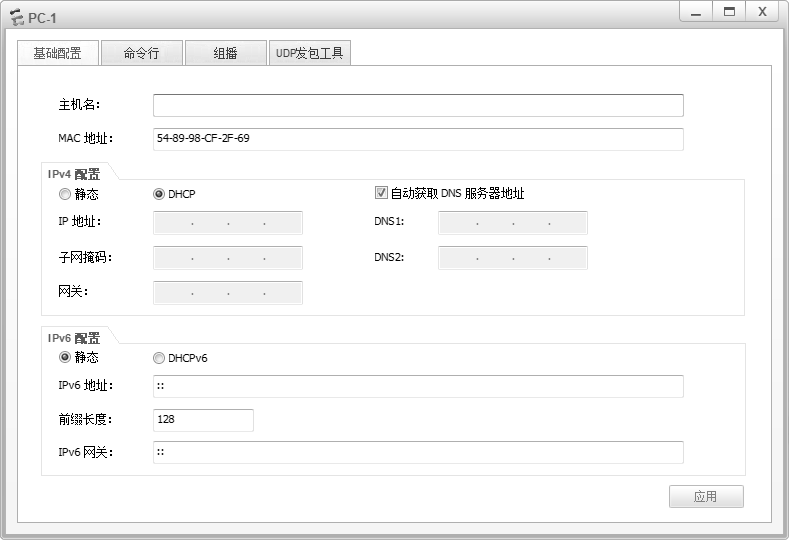 PC-1
基础配置 命令行 组播 UDP发包工具
主机名：
MAC 地址： 54-89-98-CF-2F-69
IPv4 配置
静态 DHCP 自动获取 DNS 服务器地址
IP 地址： . . . DNS1: . . .
子网掩码： . . . DNS2: . . .
网关： . . .
IPv6 配置
静态 DHCPv6
IPv6 地址： ::
前缀长度： 128
IPv6 网关： ::
应用